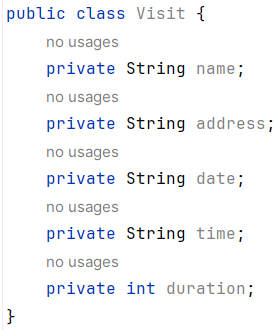 public class Visit {
no usages
private String name;
no usages
private String address;
no usages
private String date;
no usages
private String time;
no usages
private int duration;
}